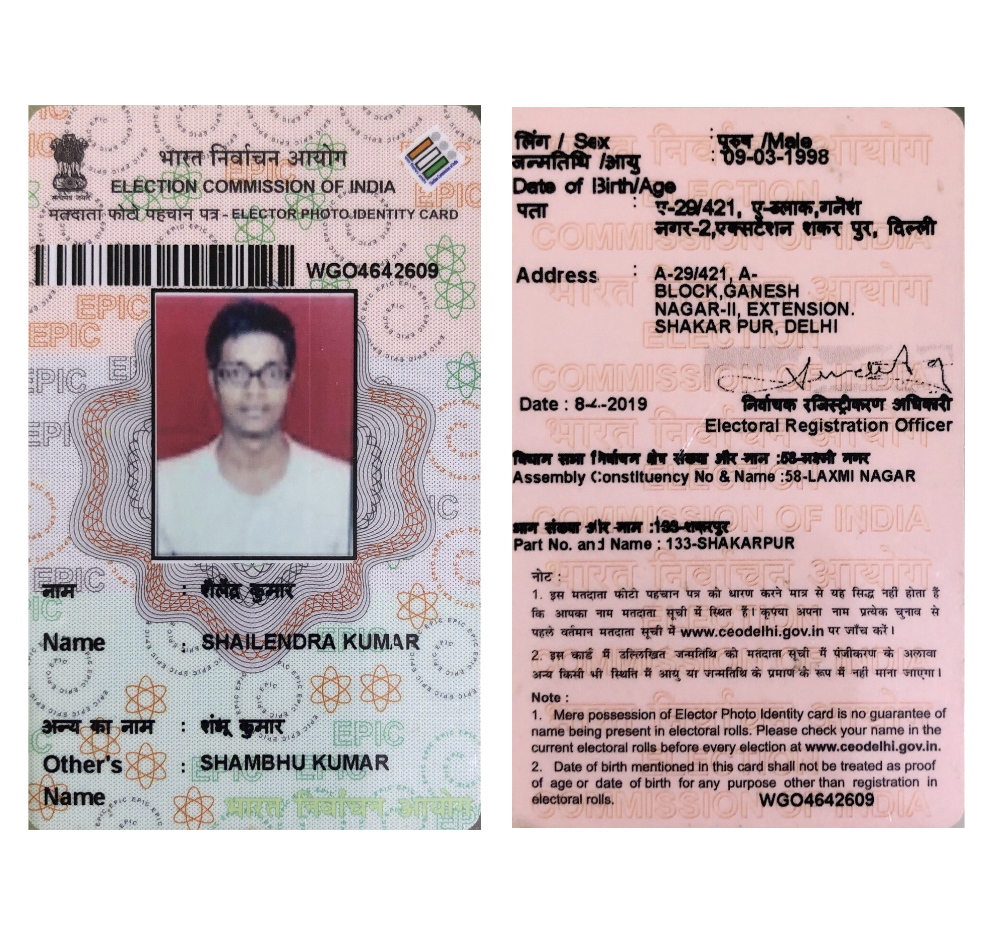 भारत निर्वाचन आयोग
ELECTION COMMISSION OF INDIA
मतदाता फोटो पहचान पत्र - ELECTOR PHOTO IDENTITY CARD
WGO4642609
नाम : शैलेंद्र कुमार
Name : SHAILENDRA KUMAR
अन्य का नाम : शंभू कुमार
Other's : SHAMBHU KUMAR
Name
भारत निर्वाचन आयोग
लिंग / Sex : पुरुष /Male
जन्मतिथि /आयु : 09-03-1998
Date of Birth/Age
पता : ए-29/421, ए-ब्लाक,गनेश
नगर-2,एक्सटेंशन शकर पुर, दिल्ली
Address : A-29/421, A-
BLOCK,GANESH
NAGAR-II, EXTENSION.
SHAKAR PUR, DELHI
Date : 8-4-2019
निर्वाचक रजिस्ट्रीकरण अधिकारी
Electoral Registration Officer
विधान सभा निर्वाचन क्षेत्र संख्या और नाम :58-लक्ष्मी नगर
Assembly Constituency No & Name :58-LAXMI NAGAR
भाग संख्या और नाम :133-शकरपुर
Part No. and Name : 133-SHAKARPUR
नोट :
1. इस मतदाता फोटो पहचान पत्र को धारण करने मात्र से यह सिद्ध नही होता है
कि आपका नाम मतदाता सूची में स्थित है। कृपया अपना नाम प्रत्येक चुनाव से
पहले वर्तमान मतदाता सूची में www.ceodelhi.gov.in पर जाँच करें।
2. इस कार्ड में उल्लिखित जन्मतिथि को मतदाता सूची में पंजीकरण के अलावा
अन्य किसी भी स्थिति में आयु या जन्मतिथि के प्रमाण के रूप में नही माना जाएगा।
Note :
1. Mere possession of Elector Photo Identity card is no guarantee of
name being present in electoral rolls. Please check your name in the
current electoral rolls before every election at www.ceodelhi.gov.in.
2. Date of birth mentioned in this card shall not be treated as proof
of age or date of birth for any purpose other than registration in
electoral rolls.
WGO4642609